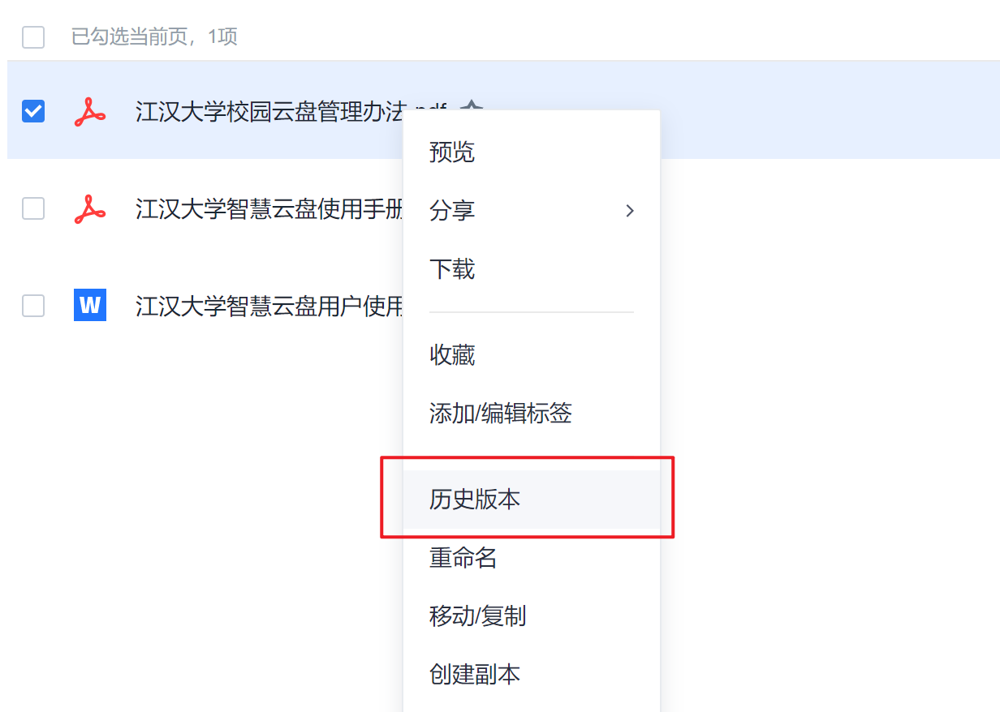 已勾选当前页，1项
江汉大学校园云盘管理办法.pdf
江汉大学智慧云盘使用手册
W 江汉大学智慧云盘用户使用
预览
分享
下载
收藏
添加/编辑标签
历史版本
重命名
移动/复制
创建副本